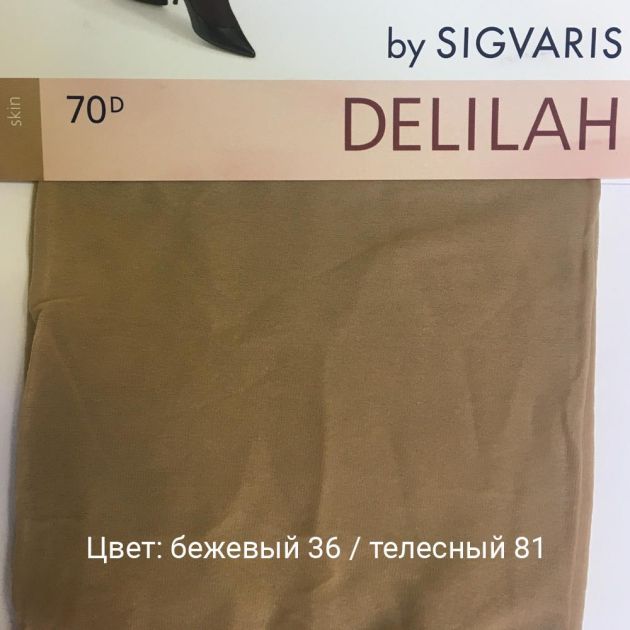 by SIGVARIS
skin
70D
DELILAH
Цвет: бежевый 36 / телесный 81